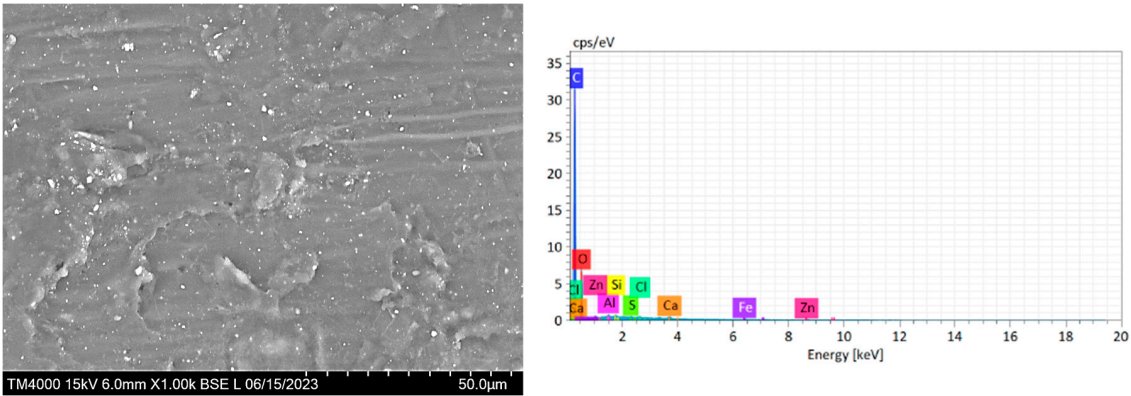 TM4000 15kV 6.0mm X1.00k BSE L 06/15/2023 50.0µm
cps/eV
35
30
25
20
15
10
5
0
C
O
Cl Zn Si Cl
Ca Al S Ca Fe Zn
2 4 6 8 10 12 14 16 18 20
Energy [keV]